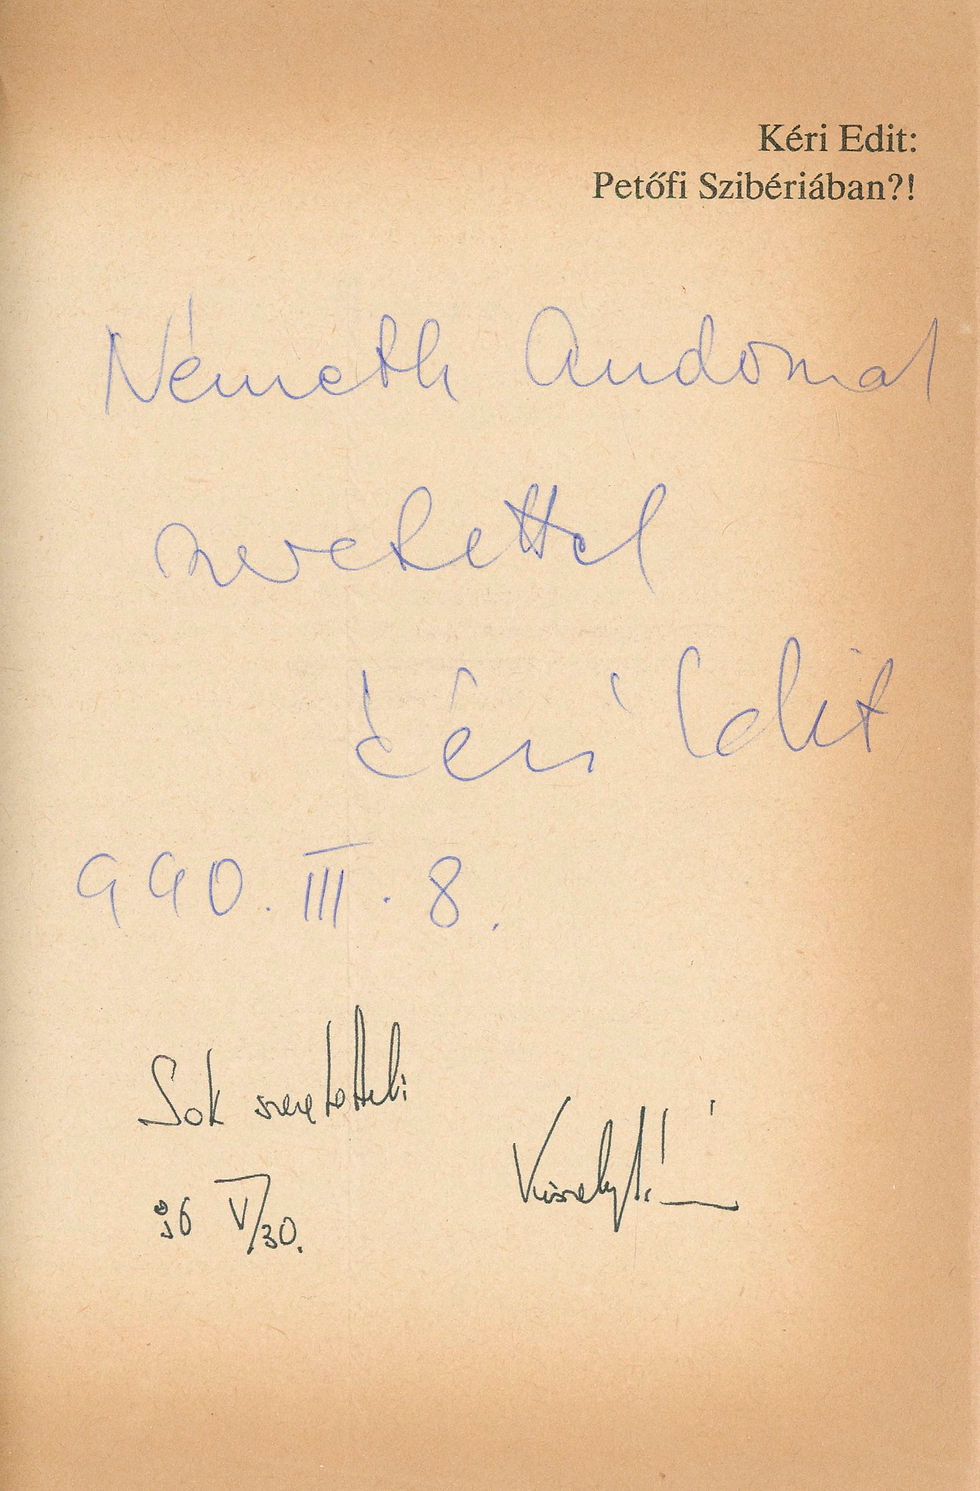 Kéri Edit:
Petőfi Szibériában?!
Németh Andornak
szeretettel
Kéri Edit
990. III. 8.
Sok szeretettel:
96 V/30.